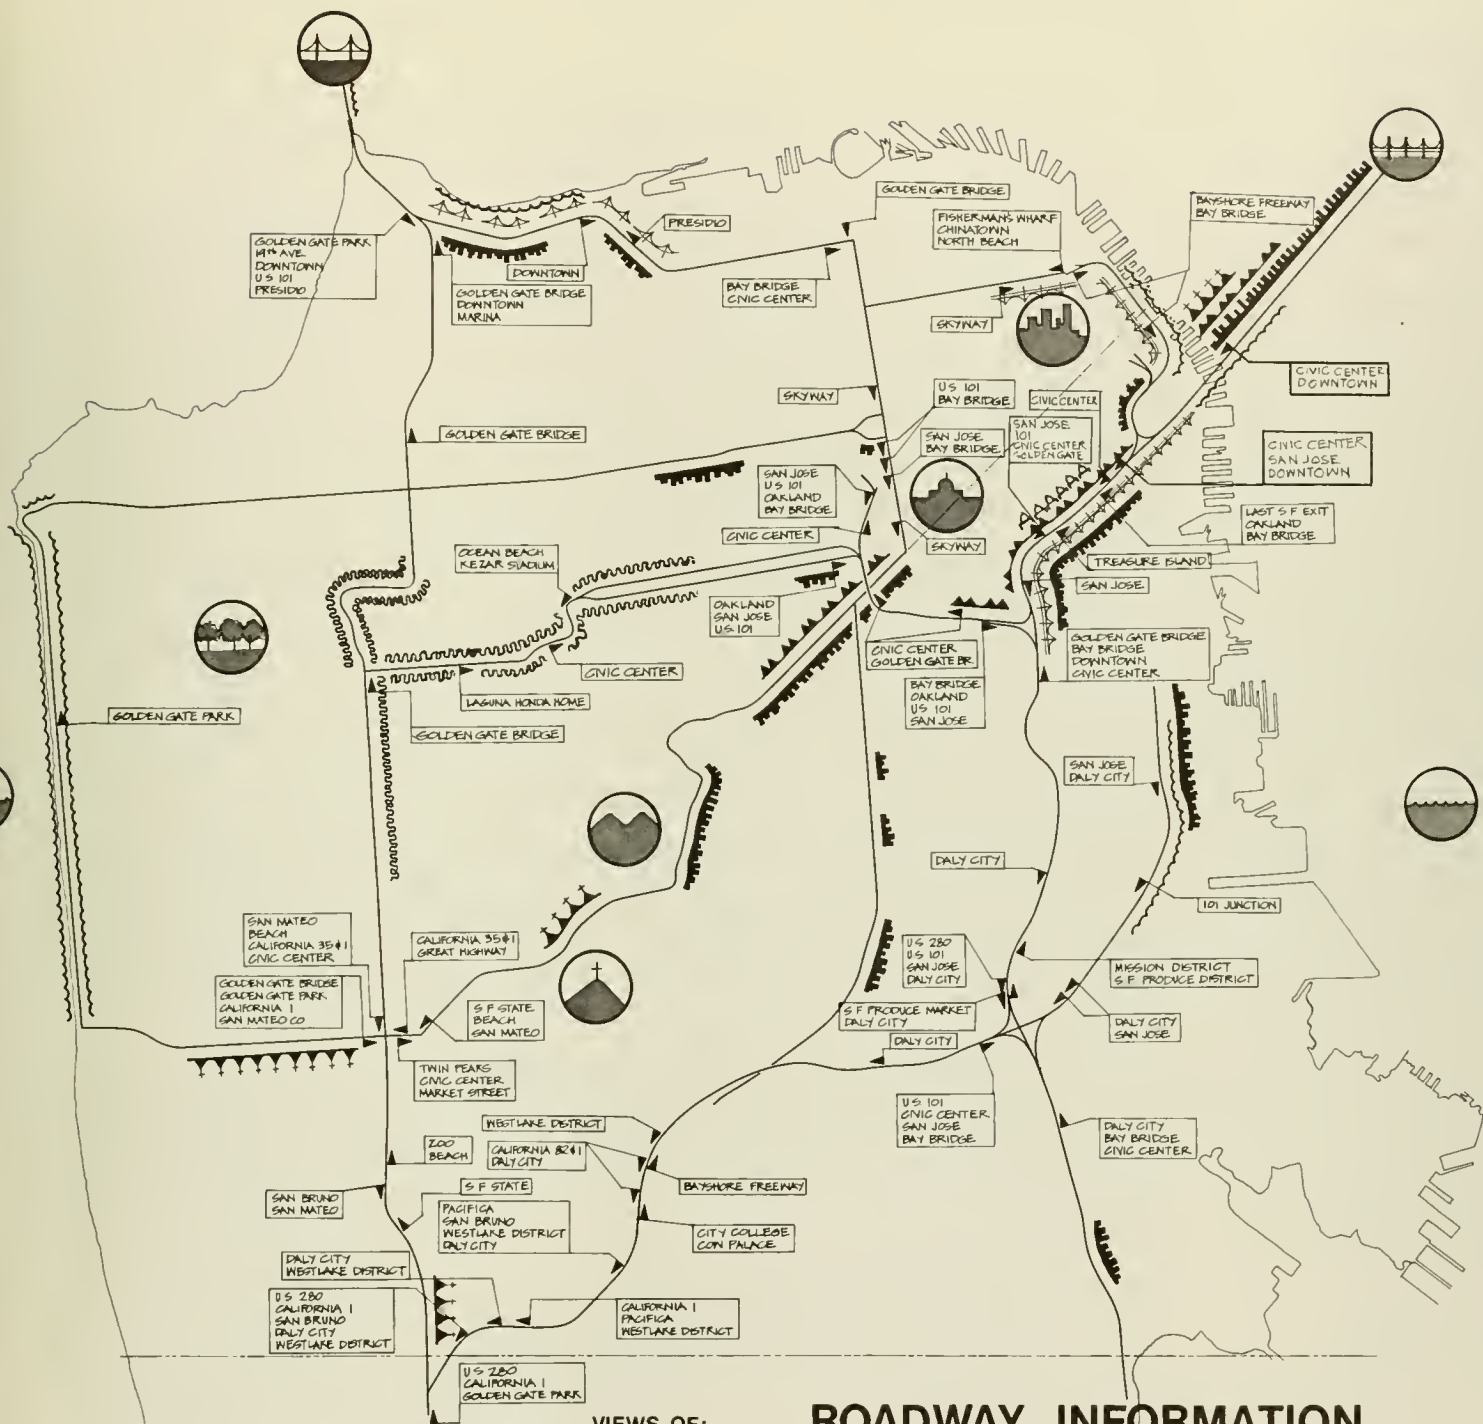 GOLDEN GATE BRIDGE
FISHERMAN'S WHARF
CHINATOWN
NORTH BEACH
BAYSHORE FREEWAY
BAY BRIDGE
PRESIDIO
GOLDEN GATE PARK
19TH AVE
DOWNTOWN
U S 101
PRESIDIO
DOWNTOWN
GOLDEN GATE BRIDGE
DOWNTOWN
MARINA
BAY BRIDGE
CIVIC CENTER
SKYWAY
CIVIC CENTER
DOWNTOWN
SKYWAY
U S 101
BAY BRIDGE
CIVIC CENTER
GOLDEN GATE BRIDGE
SAN JOSE
BAY BRIDGE
SAN JOSE
101
CIVIC CENTER
GOLDEN GATE
CIVIC CENTER
SAN JOSE
DOWNTOWN
SAN JOSE
U S 101
OAKLAND
BAY BRIDGE
LAST S F EXIT
OAKLAND
BAY BRIDGE
CIVIC CENTER
SKYWAY
OCEAN BEACH
KEZAR STADIUM
TREASURE ISLAND
SAN JOSE
OAKLAND
SAN JOSE
U S 101
CIVIC CENTER
GOLDEN GATE BR.
GOLDEN GATE BRIDGE
BAY BRIDGE
DOWNTOWN
CIVIC CENTER
CIVIC CENTER
BAY BRIDGE
OAKLAND
U S 101
SAN JOSE
LAGUNA HONDA HOME
GOLDEN GATE PARK
GOLDEN GATE BRIDGE
SAN JOSE
DALY CITY
DALY CITY
101 JUNCTION
SAN MATEO
BEACH
CALIFORNIA 35 & 1
CIVIC CENTER
CALIFORNIA 35 & 1
GREAT HIGHWAY
U S 280
U S 101
SAN JOSE
DALY CITY
MISSION DISTRICT
S F PRODUCE DISTRICT
GOLDEN GATE BRIDGE
GOLDEN GATE PARK
CALIFORNIA 1
SAN MATEO CO
S F STATE
BEACH
SAN MATEO
S F PRODUCE MARKET
DALY CITY
DALY CITY
SAN JOSE
DALY CITY
TWIN PEAKS
CIVIC CENTER
MARKET STREET
U S 101
CIVIC CENTER
SAN JOSE
BAY BRIDGE
WESTLAKE DISTRICT
DALY CITY
BAY BRIDGE
CIVIC CENTER
ZOO
BEACH
CALIFORNIA 82 & 1
DALY CITY
S F STATE
BAYSHORE FREEWAY
SAN BRUNO
SAN MATEO
PACIFICA
SAN BRUNO
WESTLAKE DISTRICT
DALY CITY
CITY COLLEGE
COW PALACE
DALY CITY
WESTLAKE DISTRICT
U S 280
CALIFORNIA 1
SAN BRUNO
DALY CITY
WESTLAKE DISTRICT
CALIFORNIA 1
PACIFICA
WESTLAKE DISTRICT
U S 280
CALIFORNIA 1
GOLDEN GATE PARK
VIEWS OF:
ROADWAY INFORMATION